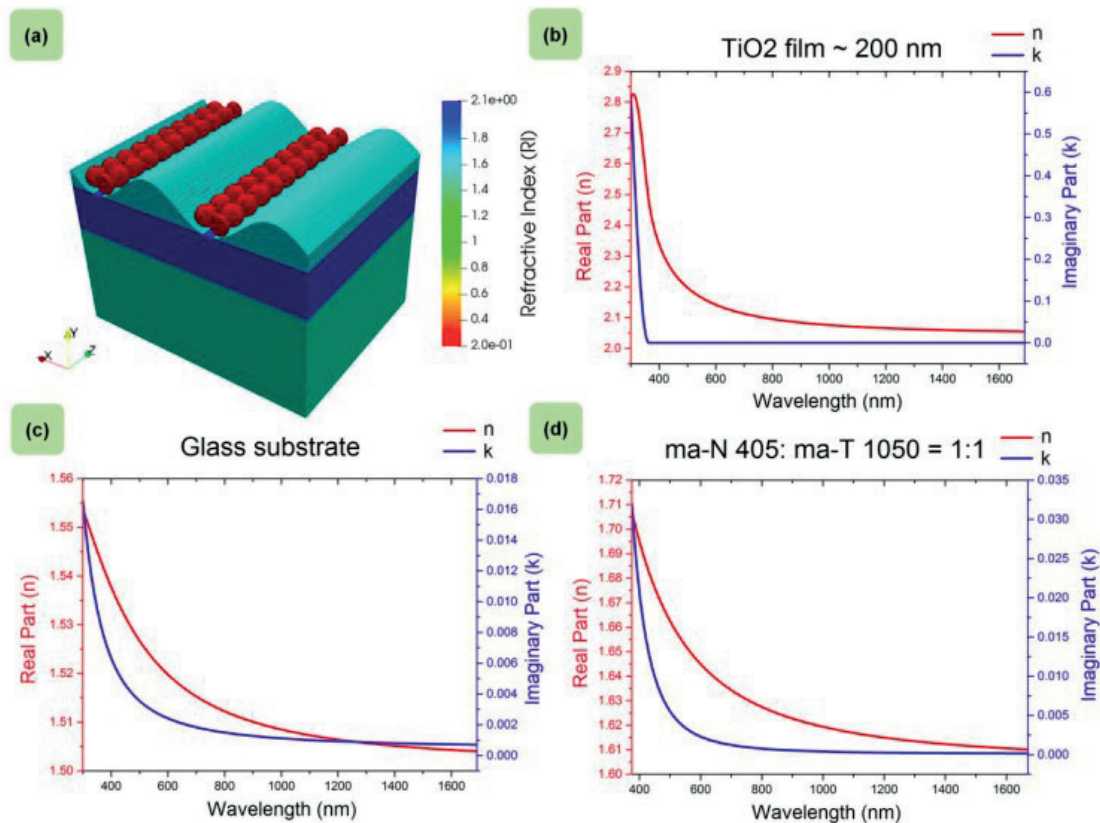 (a)
2.1e+00
1.8
1.6
1.4
1.2
1
0.8
0.6
0.4
2.0e-01
Refractive Index (RI)
Y
X
Z
(b)
TiO2 film ~ 200 nm
n
k
2.9
2.8
2.7
2.6
2.5
2.4
2.3
2.2
2.1
2.0
Real Part (n)
0.6
0.5
0.4
0.3
0.2
0.1
0.0
Imaginary Part (k)
400 600 800 1000 1200 1400 1600
Wavelength (nm)
(c)
Glass substrate
n
k
1.56
1.55
1.54
1.53
1.52
1.51
1.50
Real Part (n)
0.018
0.016
0.014
0.012
0.010
0.008
0.006
0.004
0.002
0.000
Imaginary Part (k)
400 600 800 1000 1200 1400 1600
Wavelength (nm)
(d)
ma-N 405: ma-T 1050 = 1:1
n
k
1.72
1.71
1.70
1.69
1.68
1.67
1.66
1.65
1.64
1.63
1.62
1.61
1.60
Real Part (n)
0.035
0.030
0.025
0.020
0.015
0.010
0.005
0.000
Imaginary Part (k)
400 600 800 1000 1200 1400 1600
Wavelength (nm)